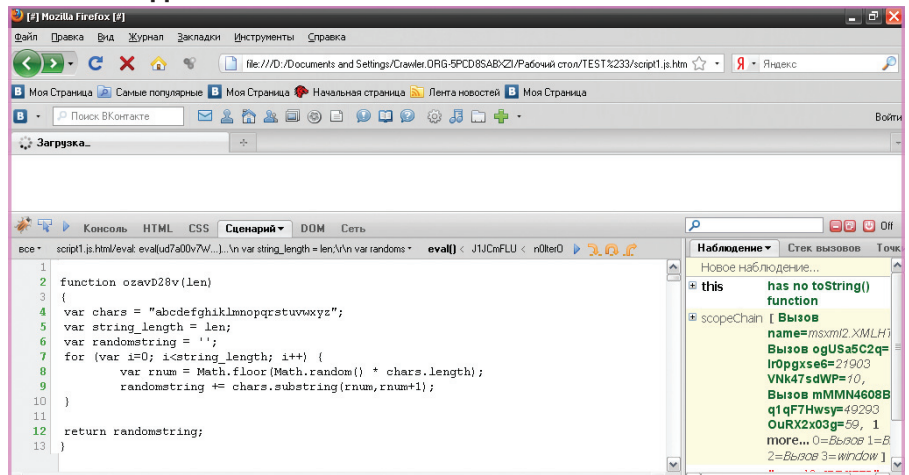 [#] Mozilla Firefox [#]
Файл Правка Вид Журнал Закладки Инструменты Справка
file:///D:/Documents and Settings/Crawler.ORG-5PCD8SABXZI/Рабочий стол/TEST%233/script1.js.htm Яндекс
Моя Страница Самые популярные Моя Страница Начальная страница Лента новостей Моя Страница
Поиск ВКонтакте Войти
Загрузка...
Консоль HTML CSS Сценарий DOM Сеть Off
все script1.js.html/eval: eval(ud7a00v7W...)...\n var string_length = len;\r\n var randoms eval() < J1JCmFLU < n0lterO Наблюдение Стек вызовов Точк
1 Новое наблюдение...
2 function ozavD28v(len) this has no toString()
3 { function
4 var chars = "abcdefghiklmnopqrstuvwxyz"; scopeChain [ Вызов
5 var string_length = len; name=msxml2.XMLHT
6 var randomstring = ''; Вызов ogUSa5C2q=
7 for (var i=0; i<string_length; i++) { Ir0pgxse6=21903
8 var rnum = Math.floor(Math.random() * chars.length); VNk47sdWP=10,
9 randomstring += chars.substring(rnum,rnum+1); Вызов mMMN4608B
10 } q1qF7Hwsy=49293
11 OuRX2x03g=59, 1
12 return randomstring; more... 0=Вызов 1=В
13 } 2=Вызов 3=window ]